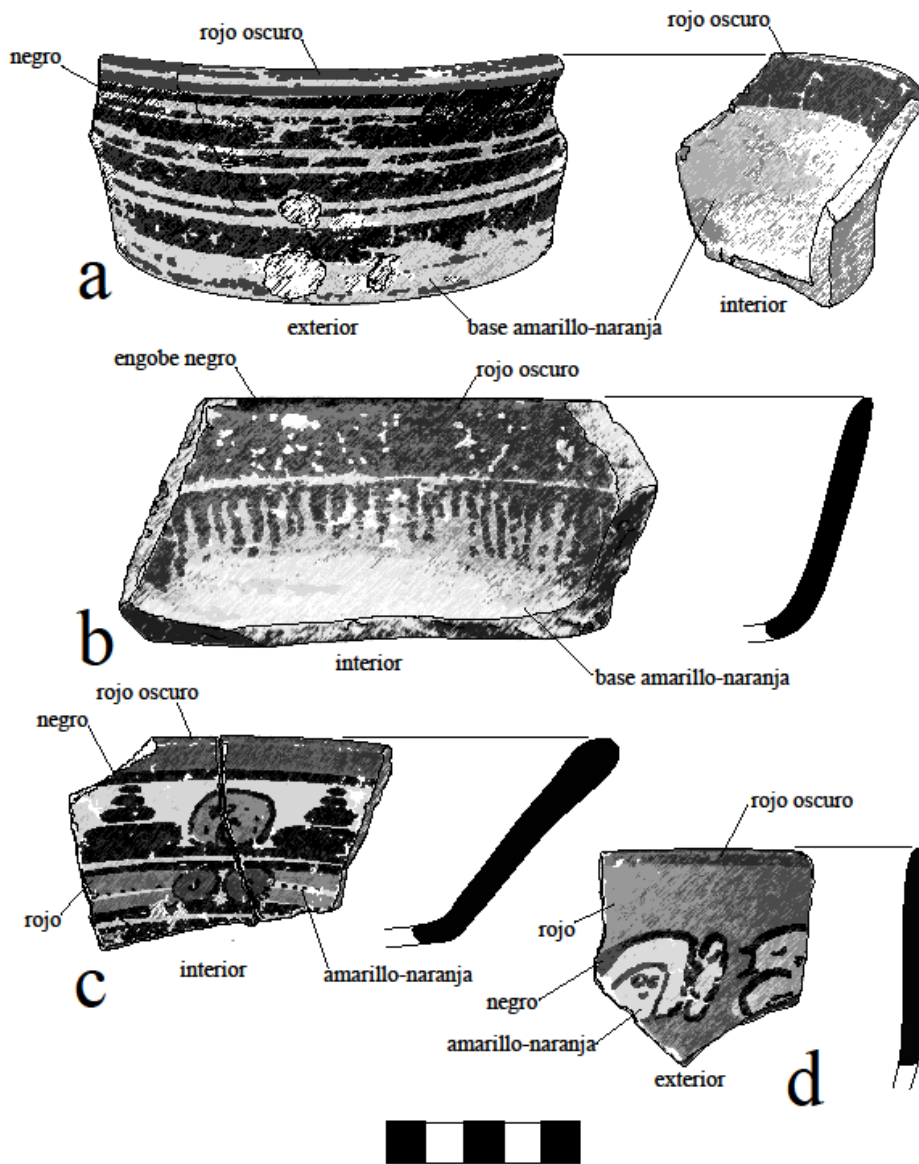 rojo oscuro
rojo oscuro
negro
a
exterior
base amarillo-naranja
interior
engobe negro
rojo oscuro
b
interior
base amarillo-naranja
rojo oscuro
negro
rojo oscuro
rojo
rojo
interior
amarillo-naranja
c
negro
amarillo-naranja
exterior
d